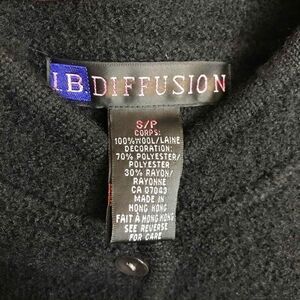 I.B. DIFFUSION
S/P
CORPS:
100% WOOL/LAINE
DECORATION:
70% POLYESTER/
POLYESTER
30% RAYON/
RAYONNE
CA 07043
MADE IN
HONG KONG
FAIT À HONG KONG
SEE REVERSE
FOR CARE